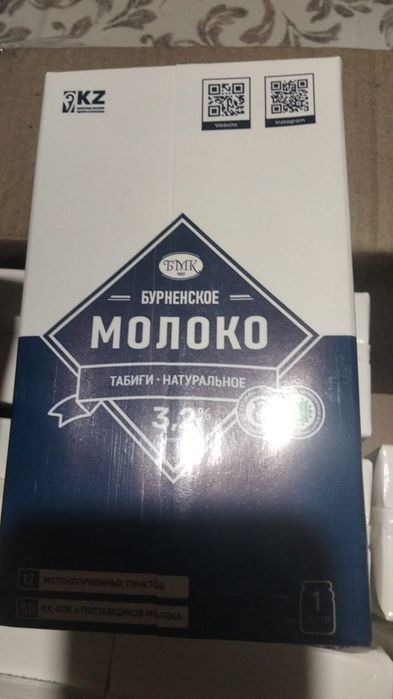 KZ
Website
Instagram
БМК
БУРНЕНСКОЕ
МОЛОКО
ТАБИҒИ · НАТУРАЛЬНОЕ
3,2%
12 МОЛОКОПРИЕМНЫХ ПУНКТОВ
50 КХ, СПК и ПОСТАВЩИКОВ МОЛОКА
1